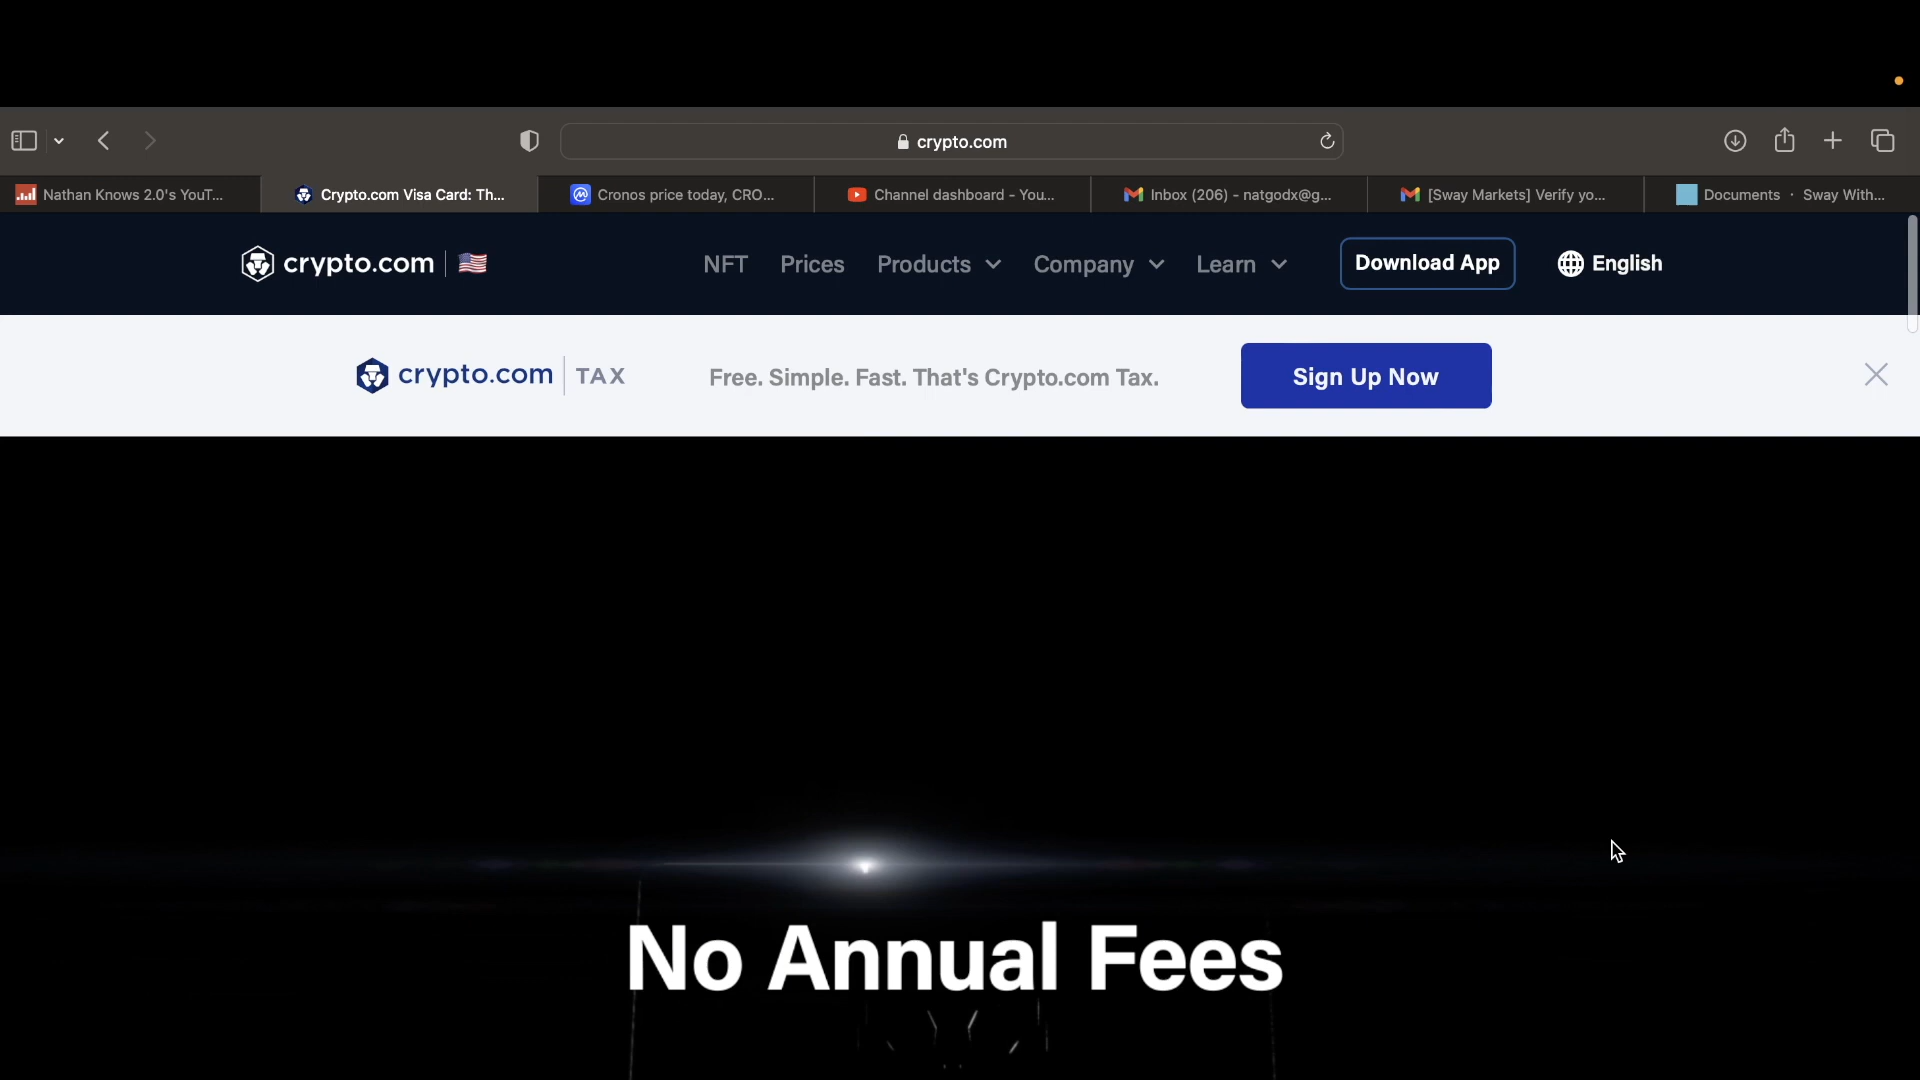 crypto.com
Nathan Knows 2.0's YouT...
Crypto.com Visa Card: Th...
Cronos price today, CRO...
Channel dashboard - You...
Inbox (206) - natgodx@g...
[Sway Markets] Verify yo...
Documents · Sway With...
crypto.com
NFT
Prices
Products
Company
Learn
Download App
English
crypto.com | TAX
Free. Simple. Fast. That's Crypto.com Tax.
Sign Up Now
No Annual Fees